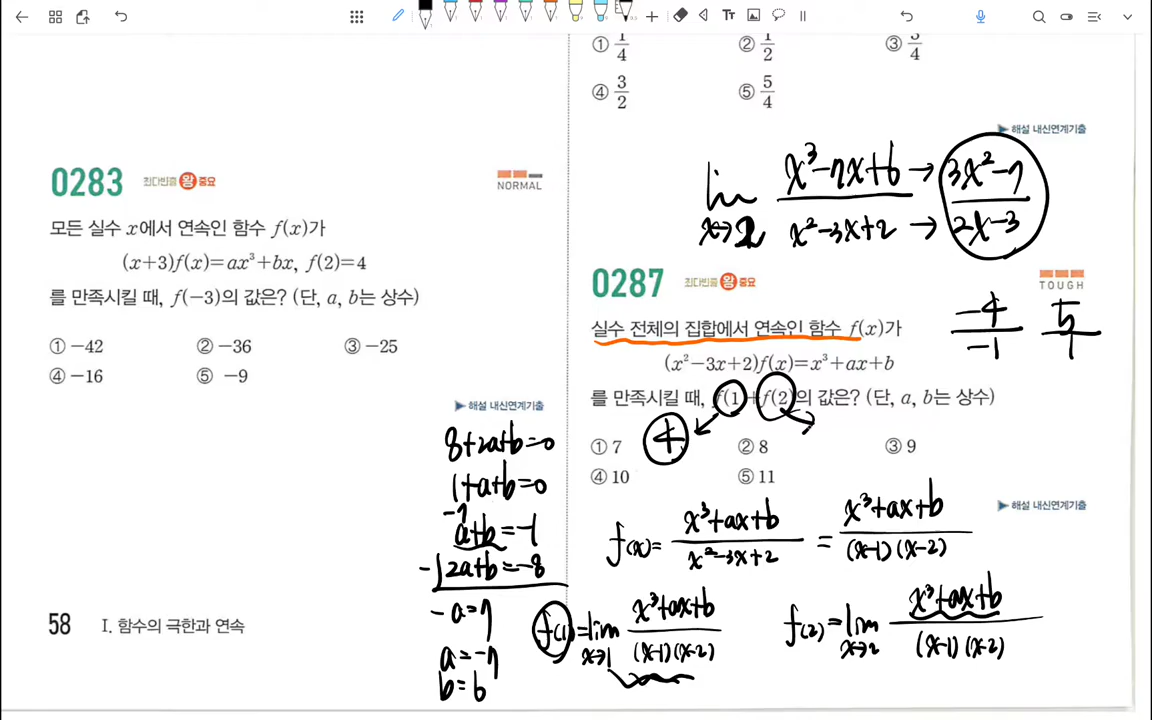 ① 1/4 ② 1/2 ③ 3/4
④ 3/2 ⑤ 5/4
▶ 해설 내신연계기출
lim x→2 (x³-7x+6)/(x²-3x+2) → (3x²-7)/(2x-3)
-4/-1 5/1
0283 최다빈출 왕 중요 NORMAL
모든 실수 x에서 연속인 함수 f(x)가
(x+3)f(x)=ax³+bx, f(2)=4
를 만족시킬 때, f(-3)의 값은? (단, a, b는 상수)
① -42 ② -36 ③ -25
④ -16 ⑤ -9
▶ 해설 내신연계기출
8+2a+b=0
1+a+b=0
-7
a+b=-1
-) 2a+b=-8
-a=7
a=-7
b=6
58 Ⅰ. 함수의 극한과 연속
0287 최다빈출 왕 중요 TOUGH
실수 전체의 집합에서 연속인 함수 f(x)가
(x²-3x+2)f(x)=x³+ax+b
를 만족시킬 때, f(1)+f(2)의 값은? (단, a, b는 상수)
4
① 7 ② 8 ③ 9
④ 10 ⑤ 11
▶ 해설 내신연계기출
f(x)= (x³+ax+b)/(x²-3x+2) = (x³+ax+b)/((x-1)(x-2))
f(1)=lim x→1 (x³+ax+b)/((x-1)(x-2))
f(2)=lim x→2 (x³+ax+b)/((x-1)(x-2))